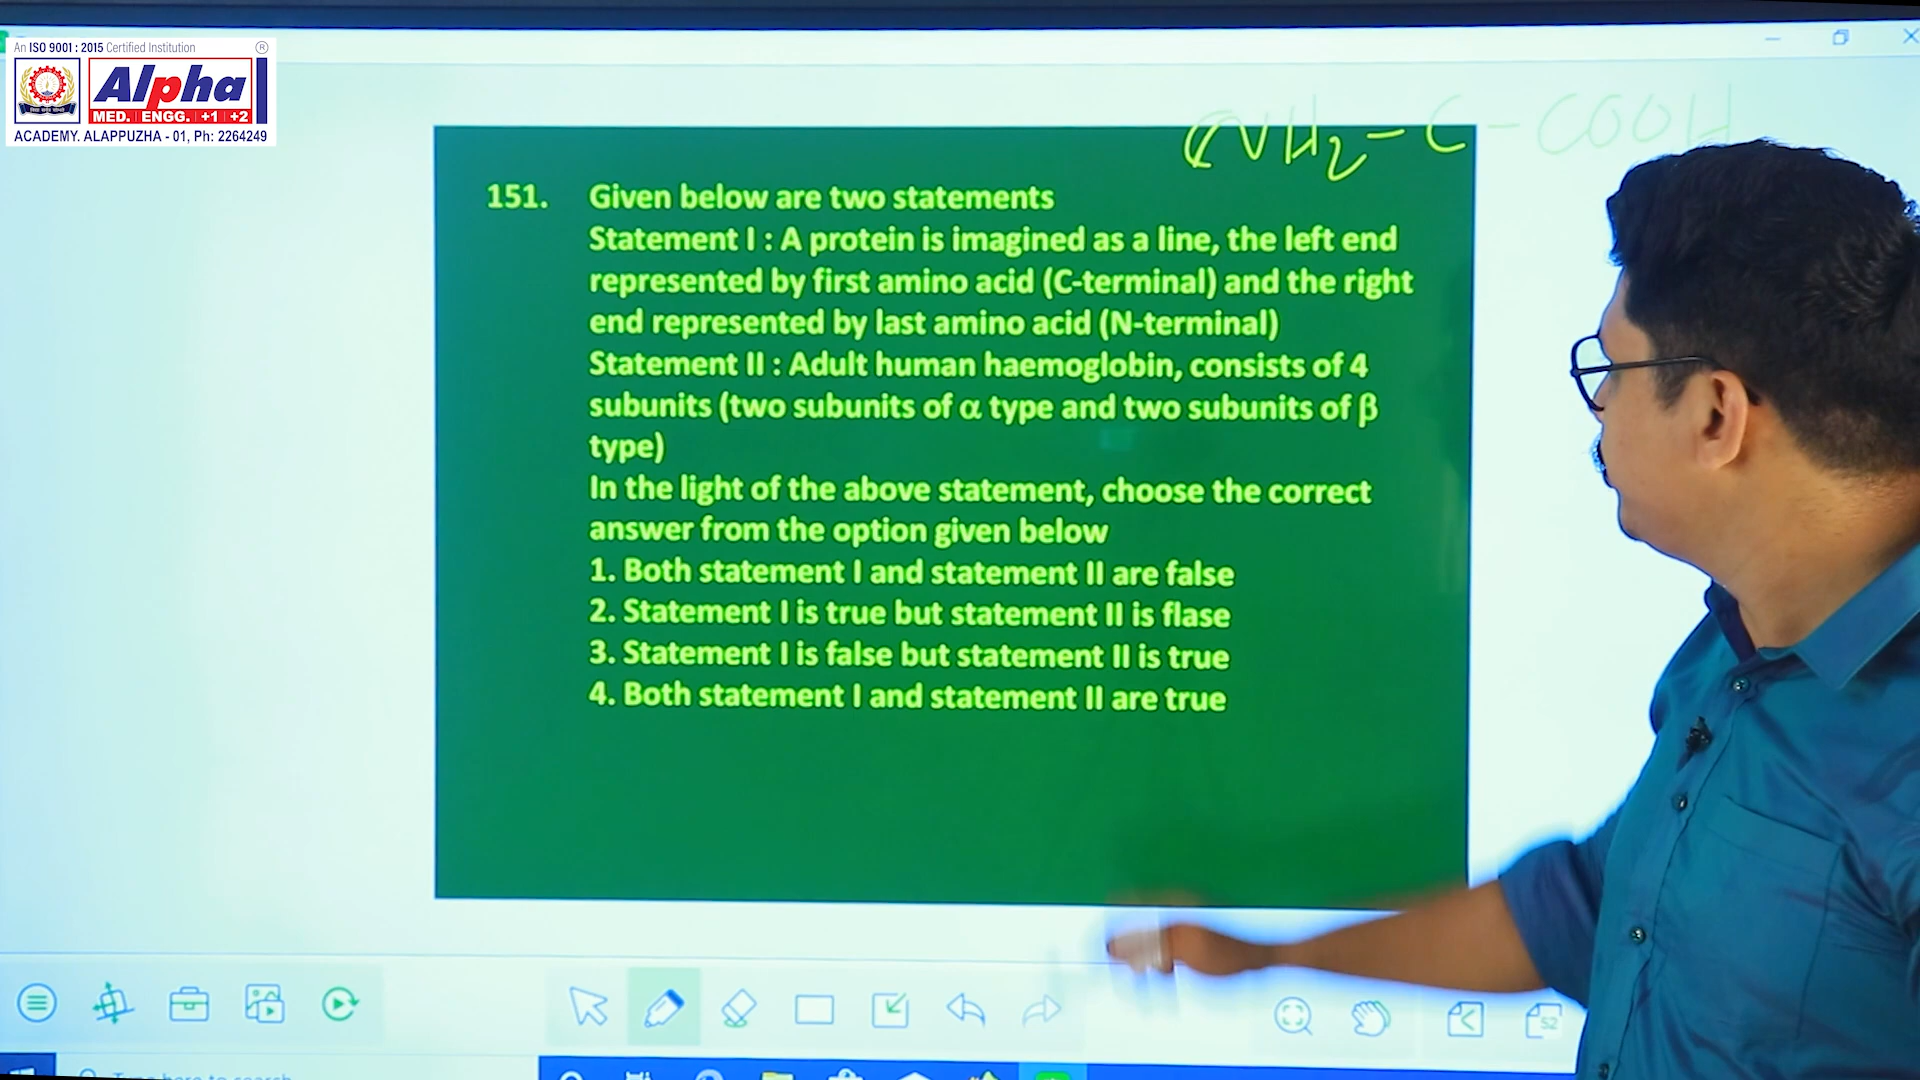 An ISO 9001 : 2015 Certified Institution ®
Alpha
MED. ENGG. +1 +2
ACADEMY. ALAPPUZHA - 01, Ph: 2264249
NH2 - C - COOH
151. Given below are two statements
Statement I : A protein is imagined as a line, the left end
represented by first amino acid (C-terminal) and the right
end represented by last amino acid (N-terminal)
Statement II : Adult human haemoglobin, consists of 4
subunits (two subunits of α type and two subunits of β
type)
In the light of the above statement, choose the correct
answer from the option given below
1. Both statement I and statement II are false
2. Statement I is true but statement II is flase
3. Statement I is false but statement II is true
4. Both statement I and statement II are true
52
Type here to search